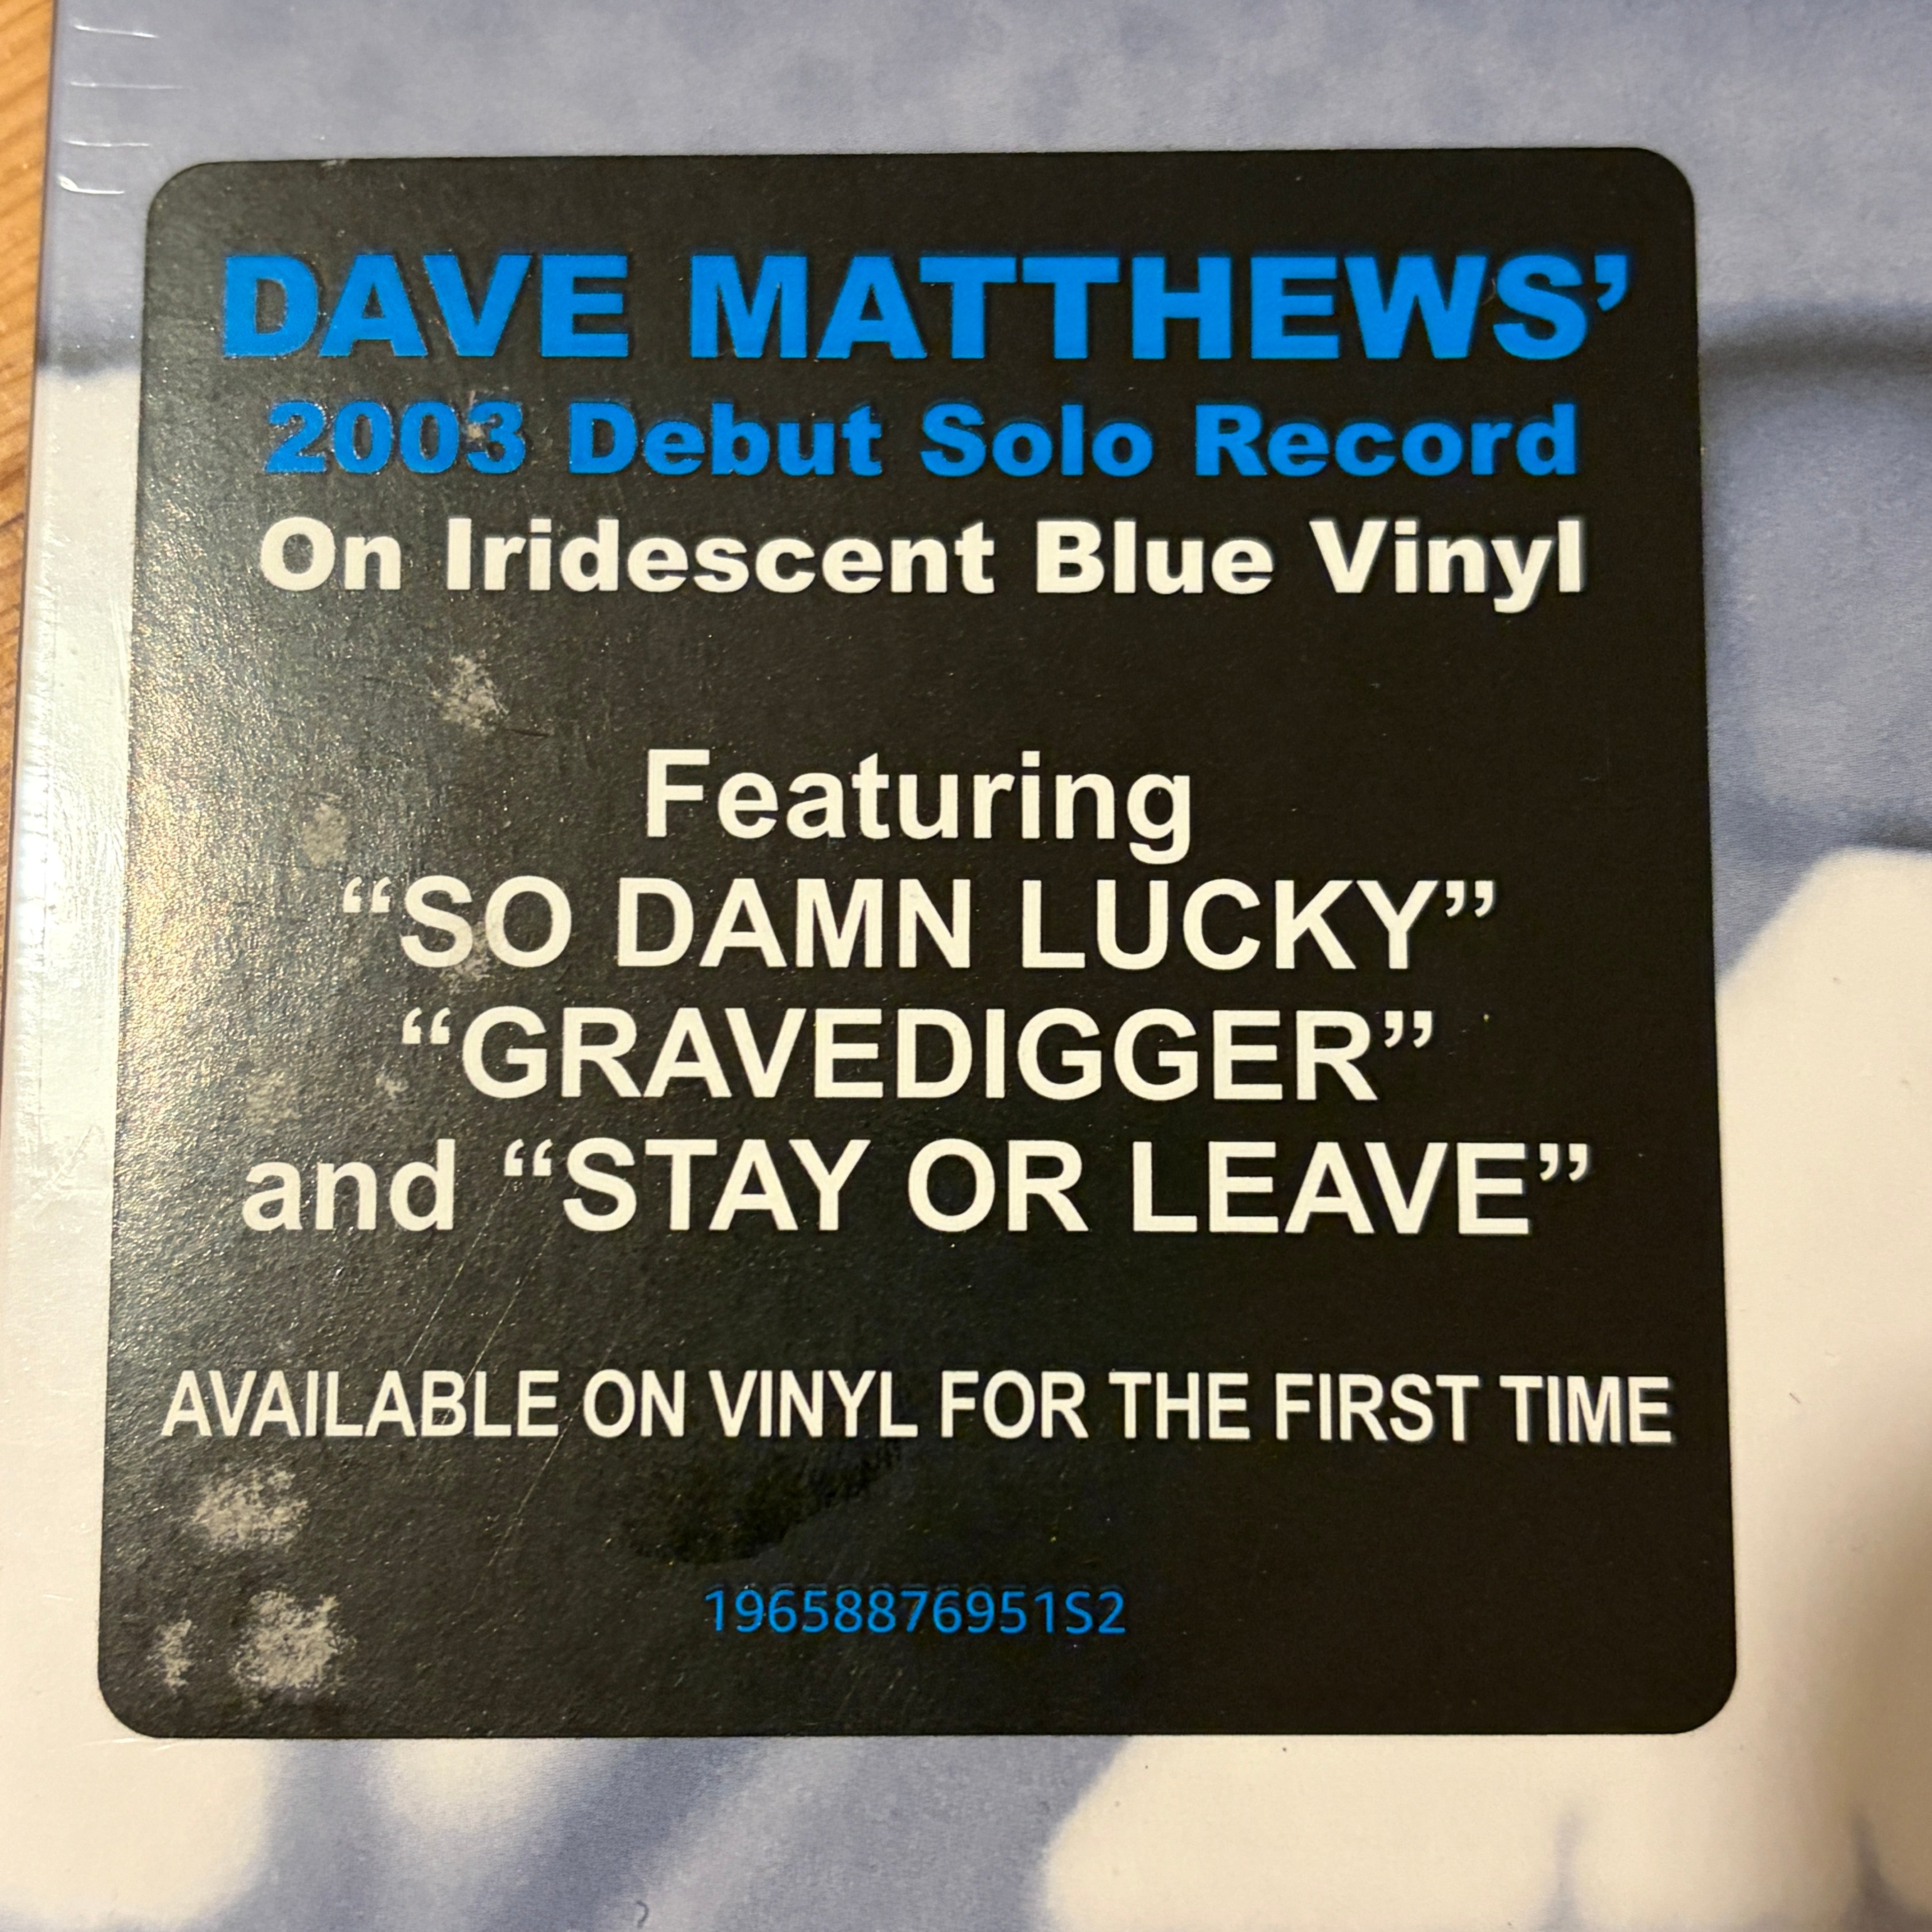 DAVE MATTHEWS’
2003 Debut Solo Record
On Iridescent Blue Vinyl
Featuring
“SO DAMN LUCKY”
“GRAVEDIGGER”
and “STAY OR LEAVE”
AVAILABLE ON VINYL FOR THE FIRST TIME
19658876951S2